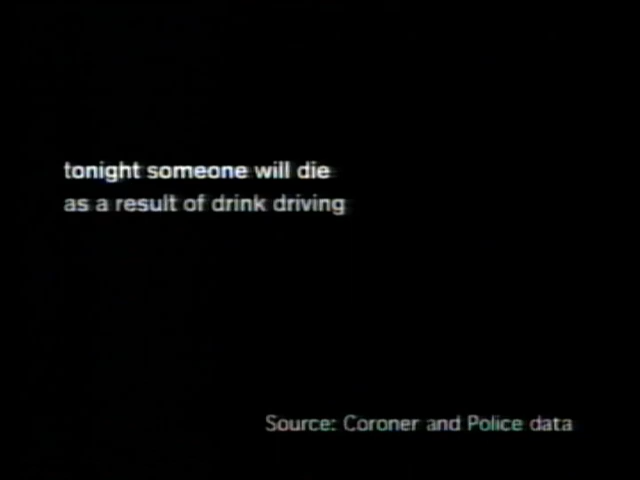 tonight someone will die
as a result of drink driving
Source: Coroner and Police data